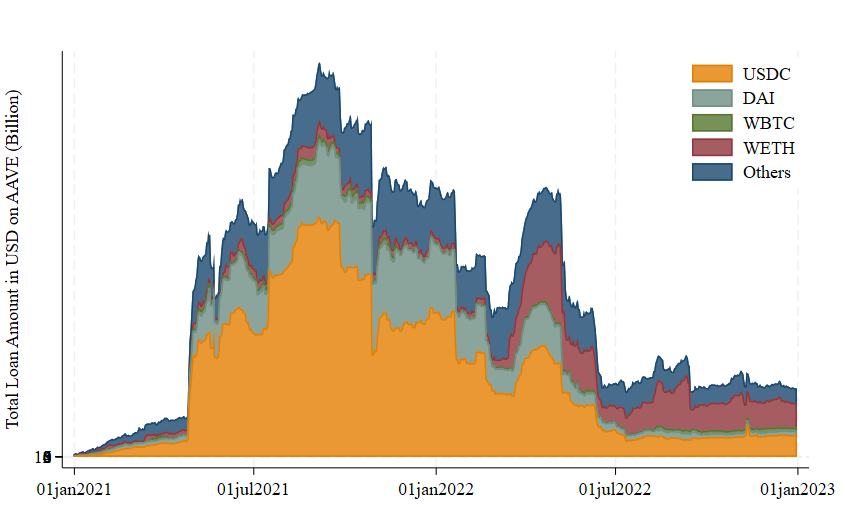 Total Loan Amount in USD on AAVE (Billion)
USDC
DAI
WBTC
WETH
Others
01jan2021
01jul2021
01jan2022
01jul2022
01jan2023